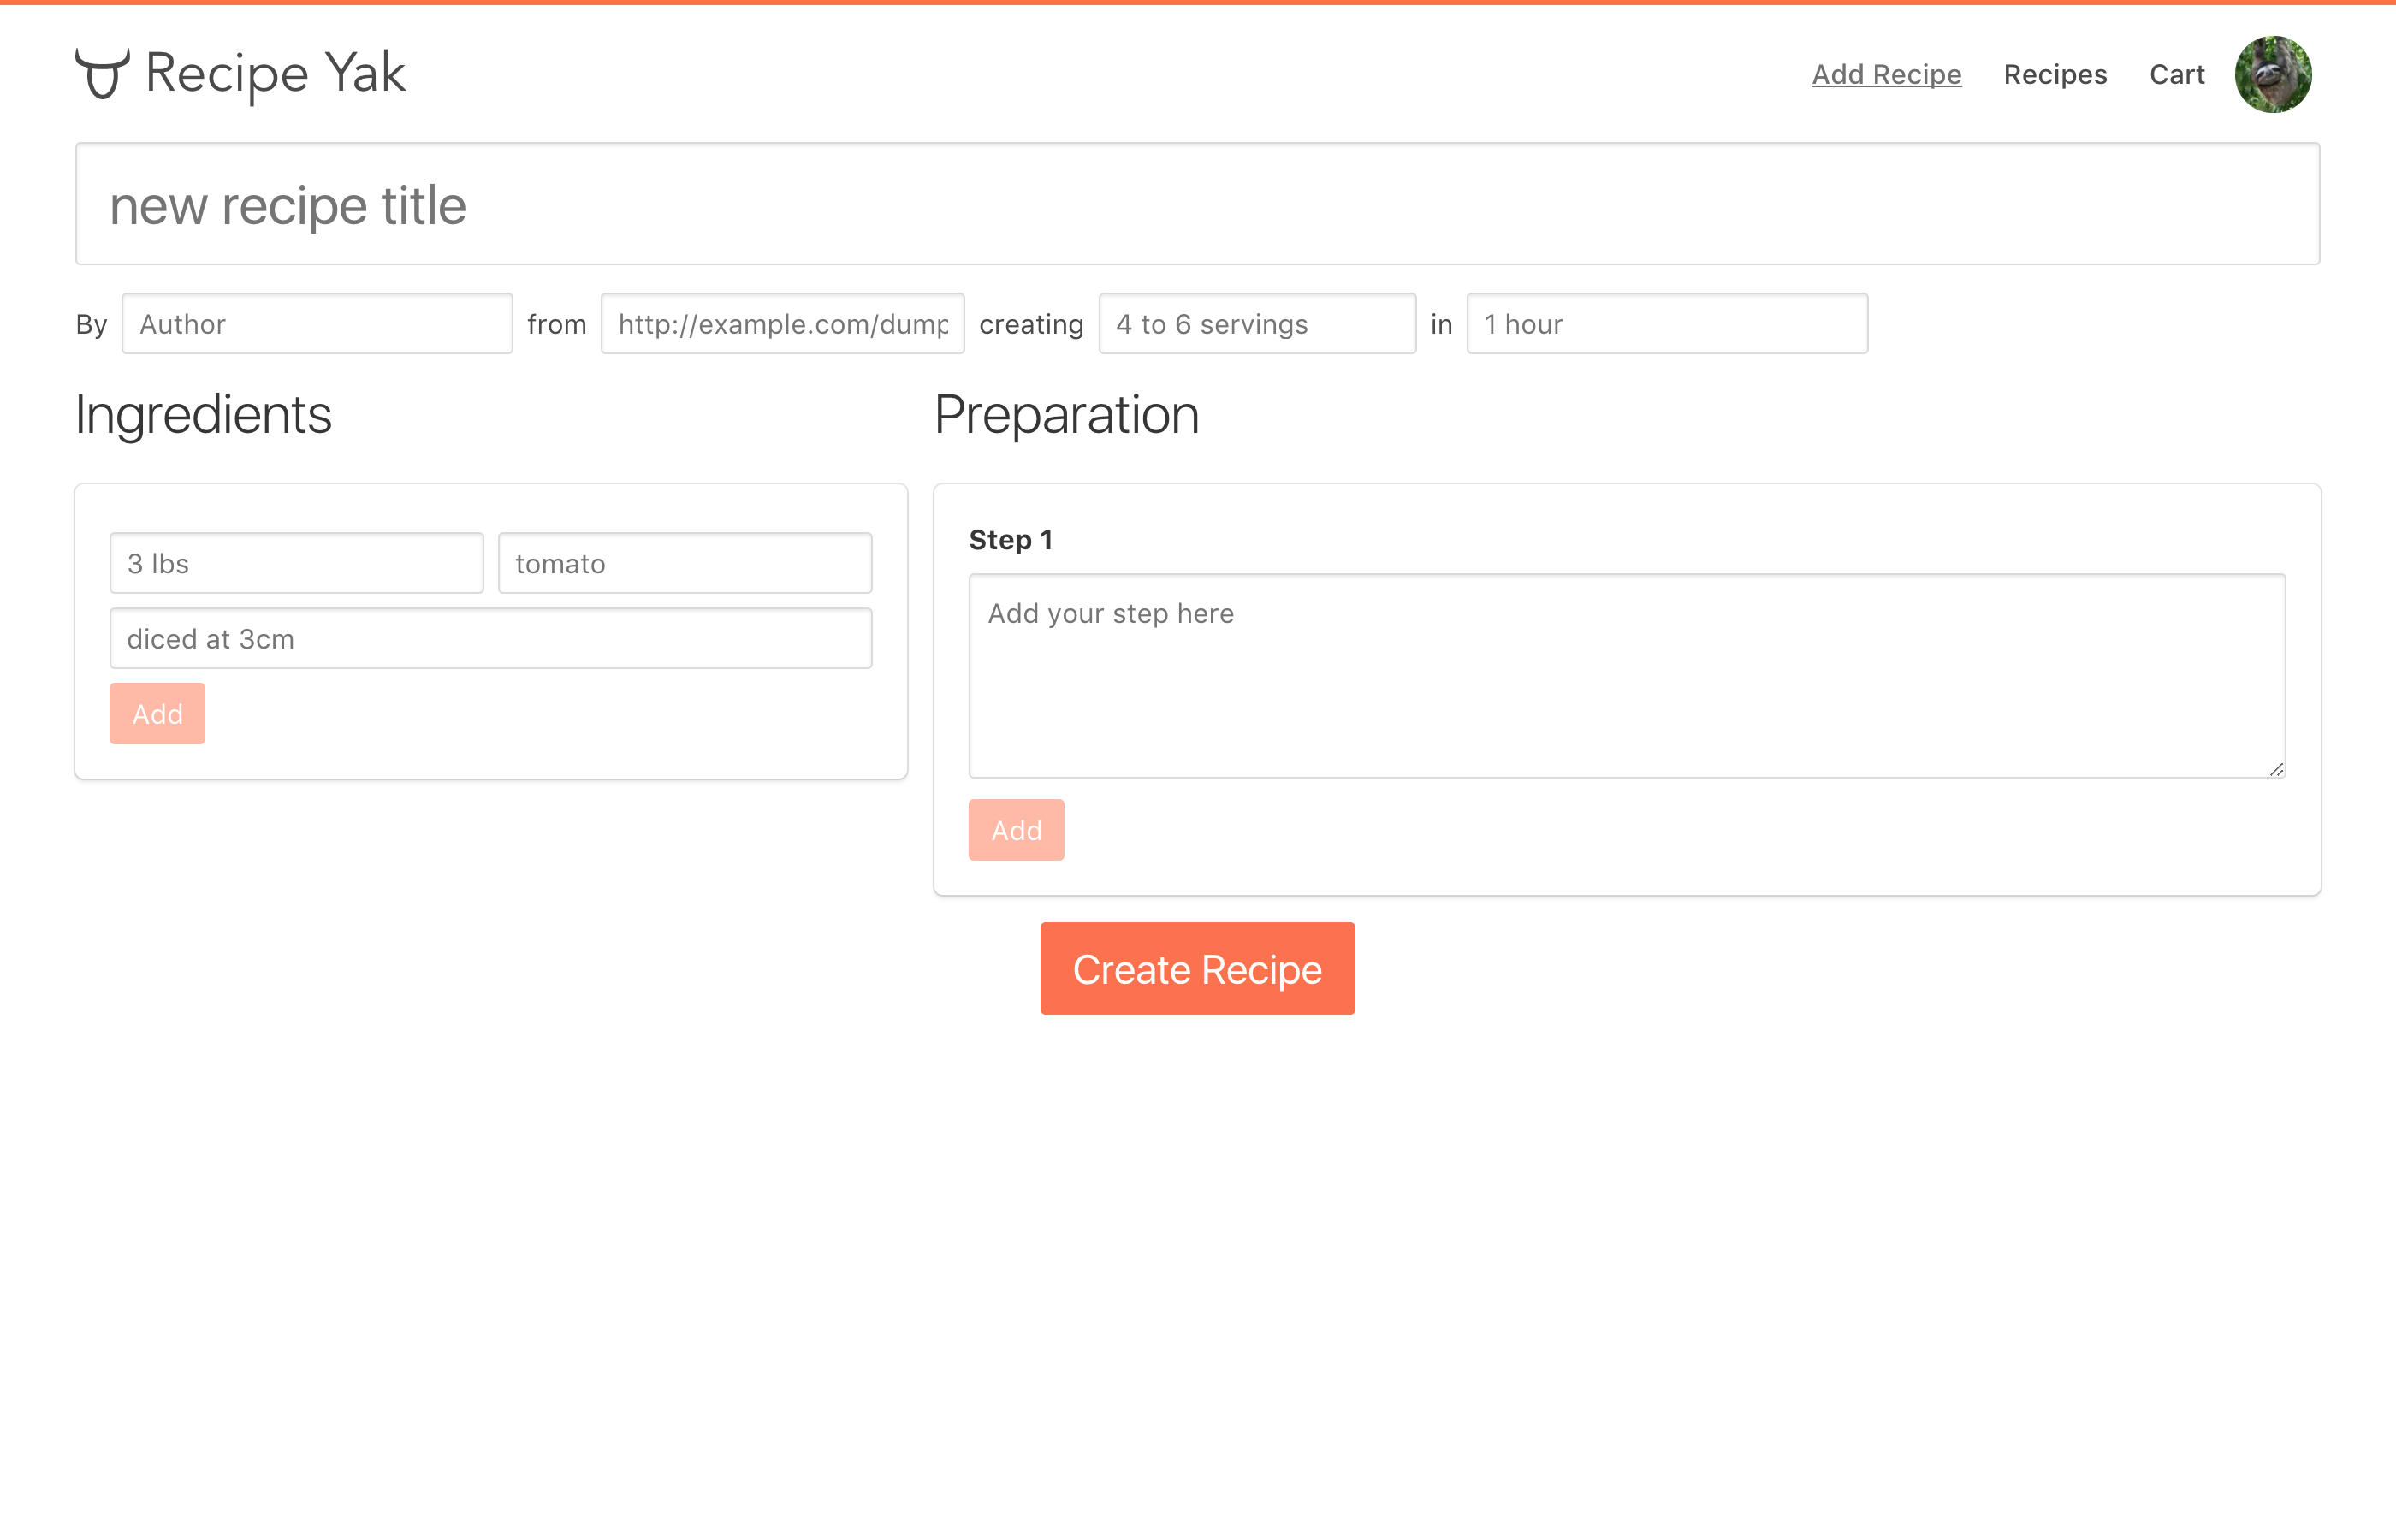 Recipe Yak
Add Recipe
Recipes
Cart
new recipe title
By Author from http://example.com/dump creating 4 to 6 servings in 1 hour
Ingredients
3 lbs tomato
diced at 3cm
Add
Preparation
Step 1
Add your step here
Add
Create Recipe